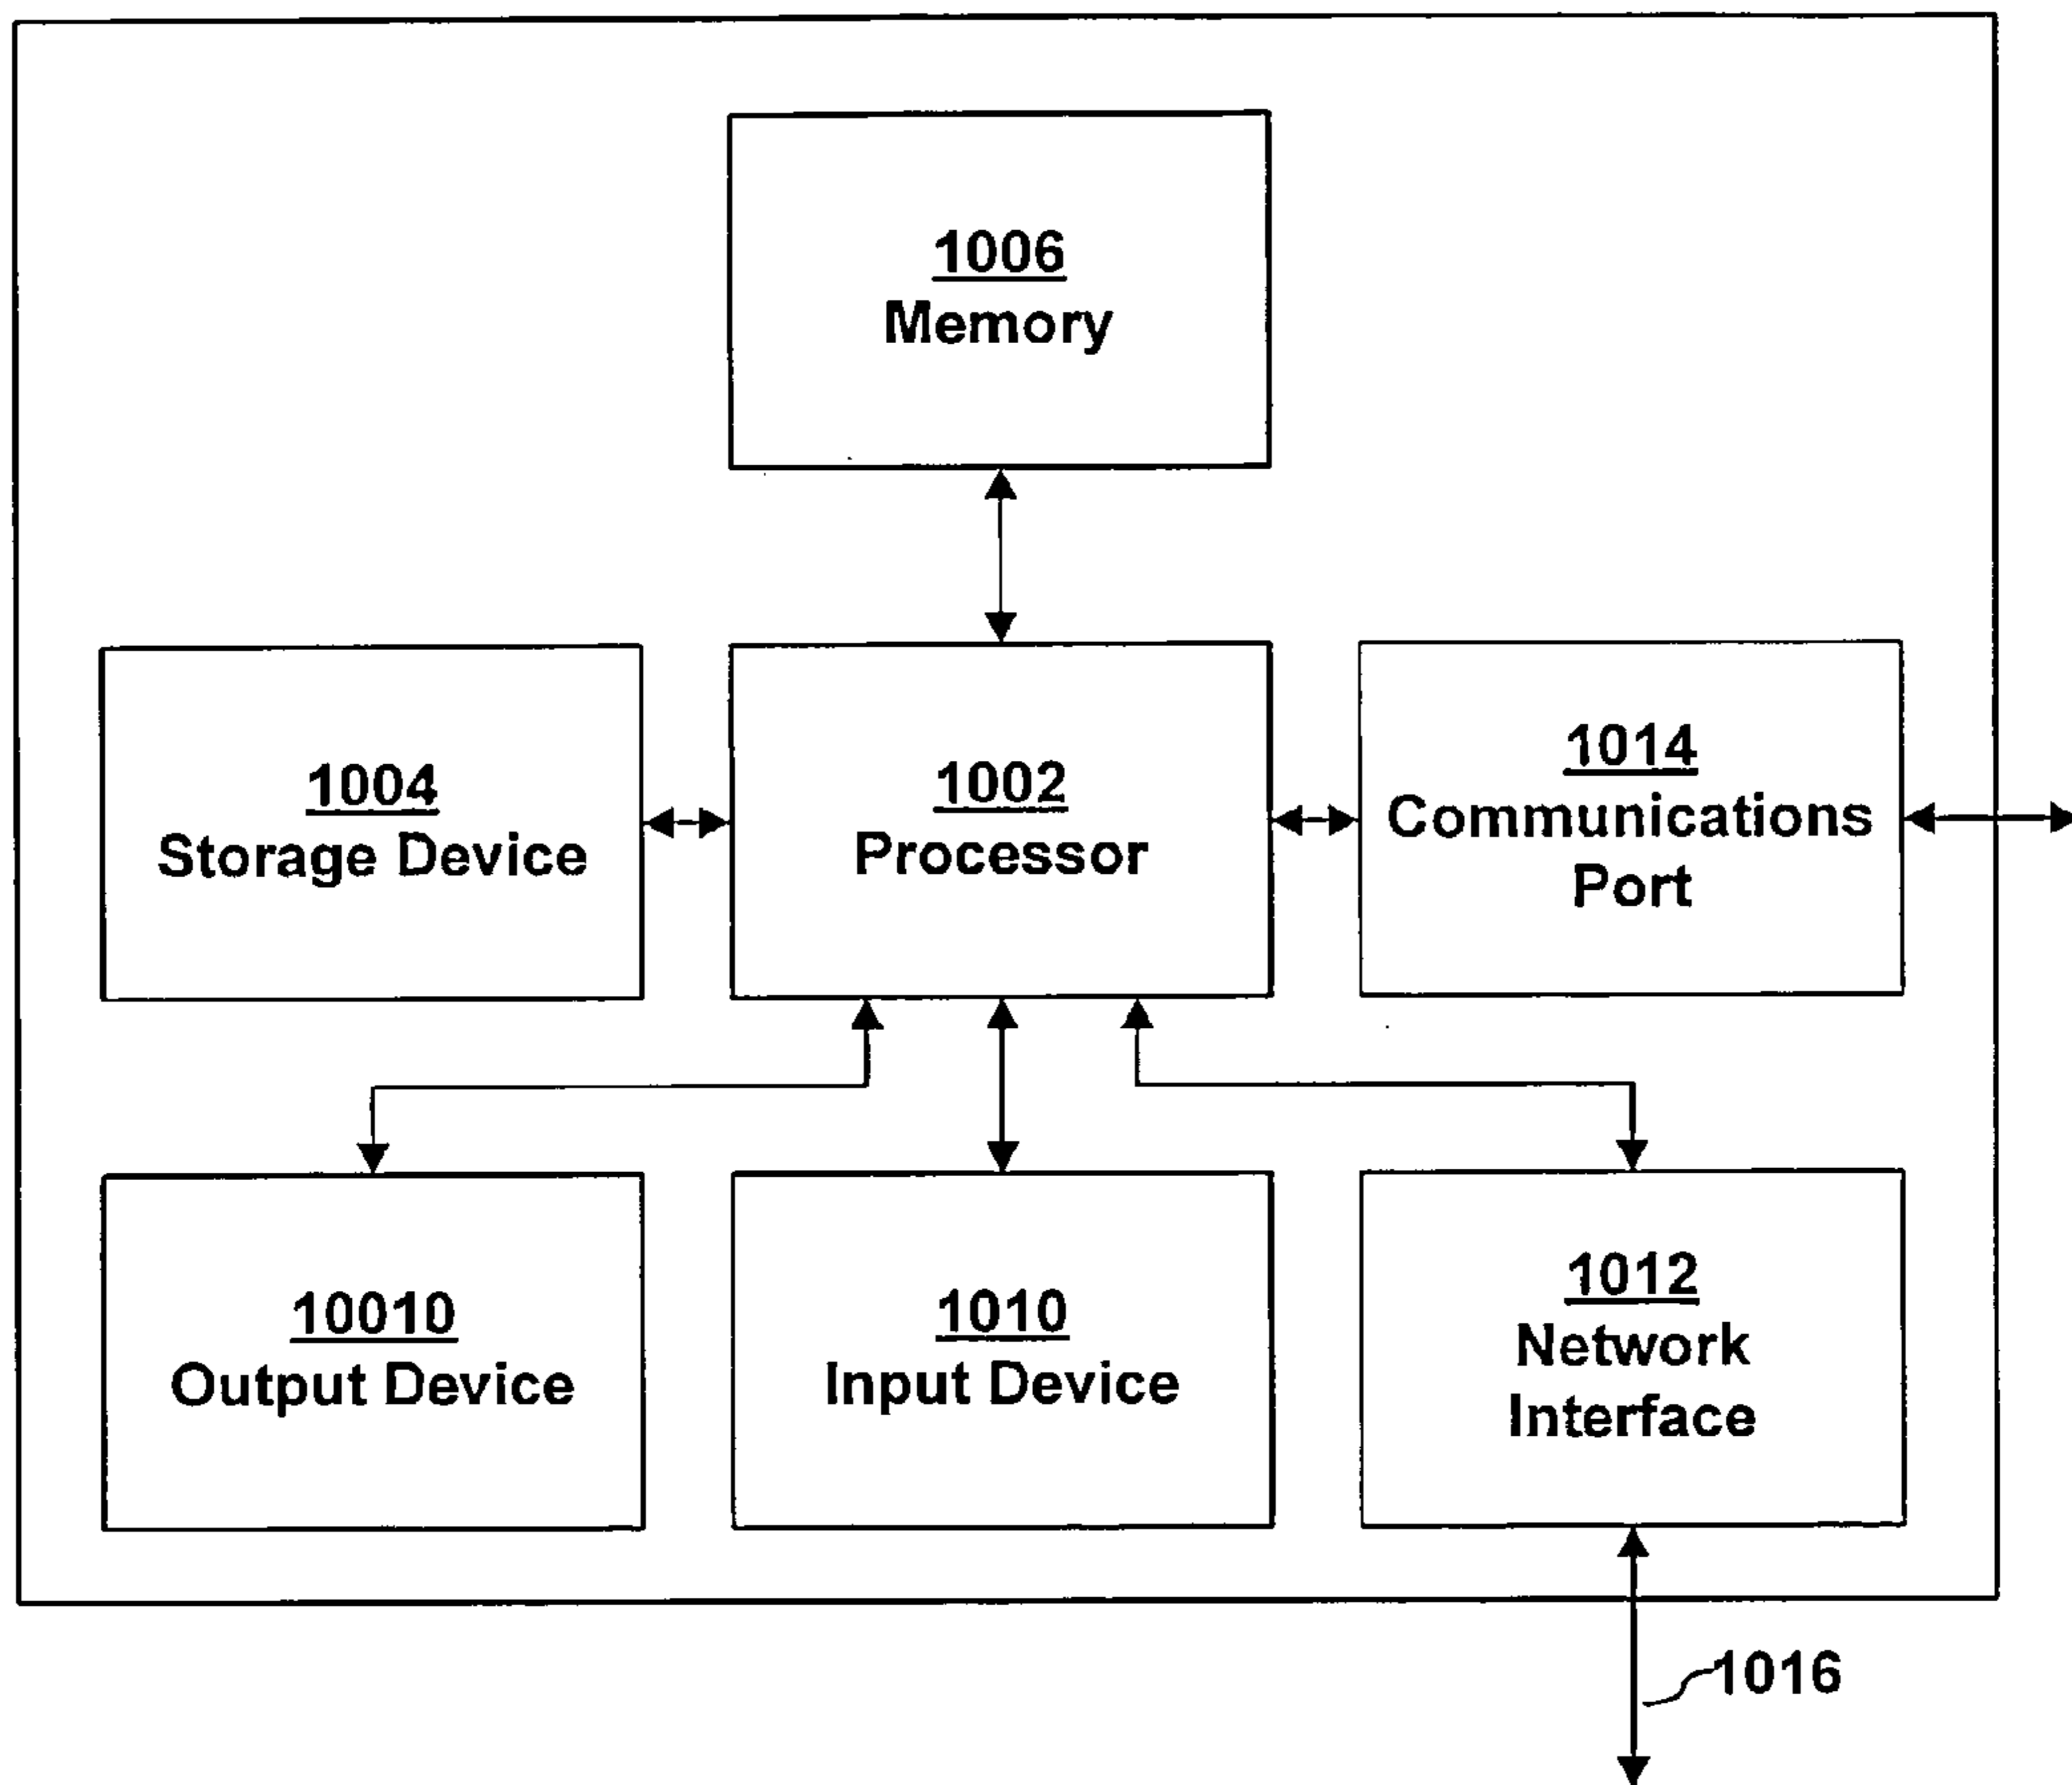 1006
Memory
1004
Storage Device
1002
Processor
1014
Communications
Port
10010
Output Device
1010
Input Device
1012
Network
Interface
1016